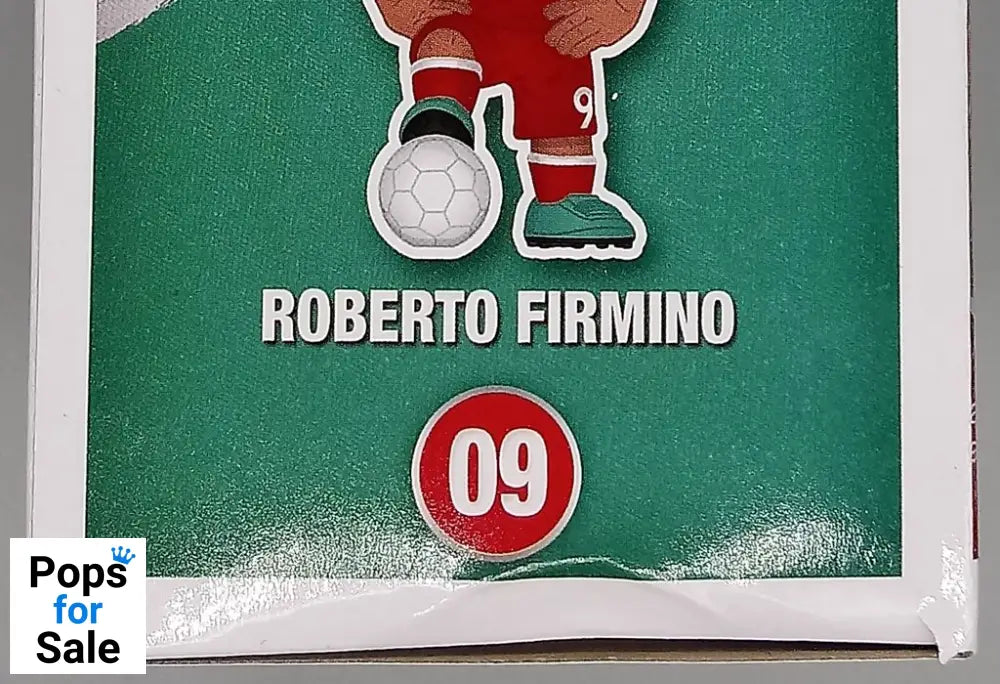 9
ROBERTO FIRMINO
09
Pops
for
Sale